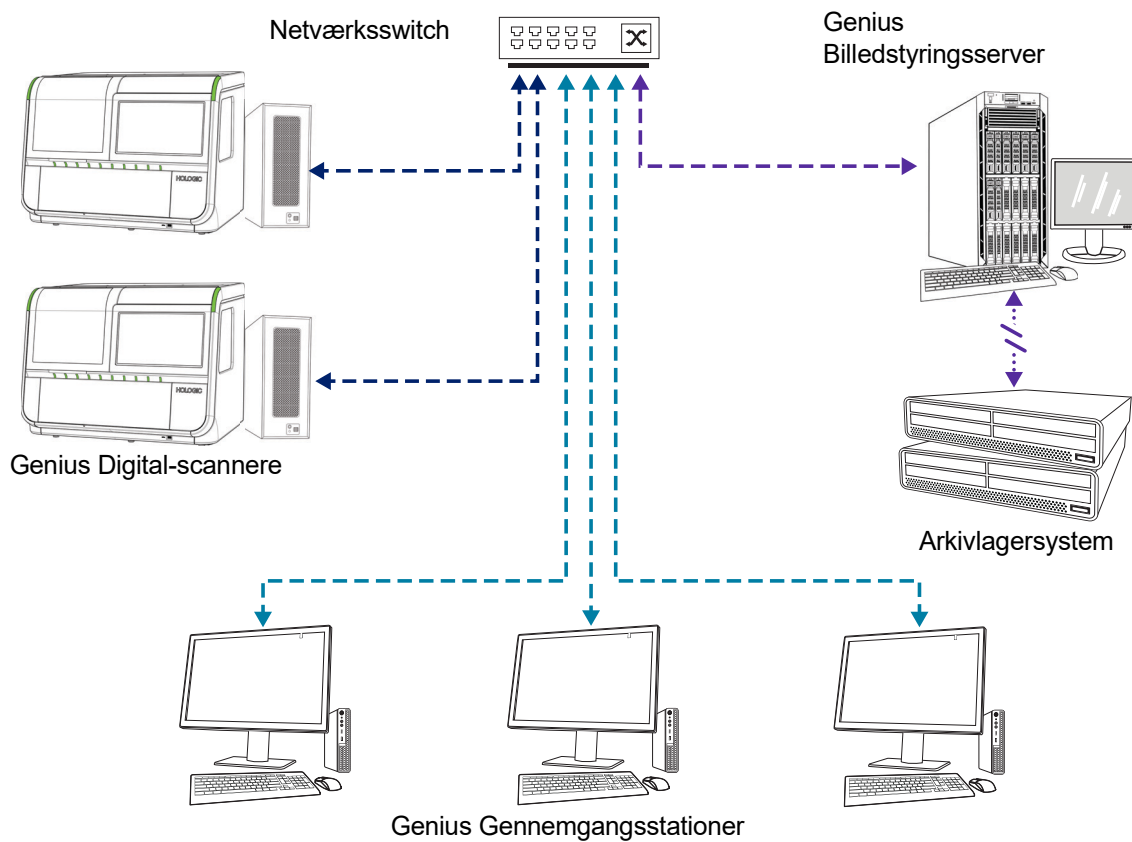 Netværksswitch
Genius
Billedstyringsserver
HOLOGIC
HOLOGIC
Genius Digital-scannere
Arkivlagersystem
Genius Gennemgangsstationer